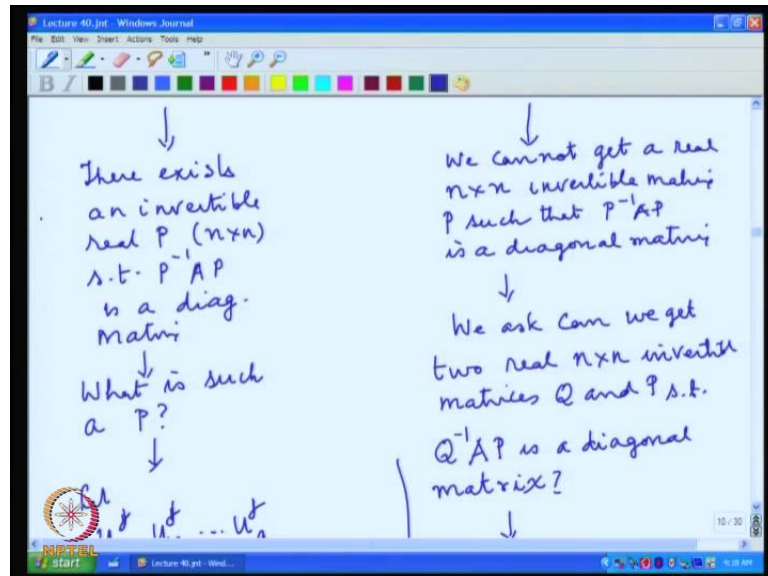 Lecture 40.jnt - Windows Journal
File Edit View Insert Actions Tools Help
B I
There exists
an invertible
real P (n×n)
s.t. P⁻¹AP
is a diag.
Matrix
What is such
a P?
We cannot get a real
n×n invertible matrix
P such that P⁻¹AP
is a diagonal matrix
We ask Can we get
two real n×n invertible
matrices Q and P s.t.
Q⁻¹AP is a diagonal
matrix?
10 / 30
NPTEL
start
Lecture 40.jnt - Wind...
4:18 AM